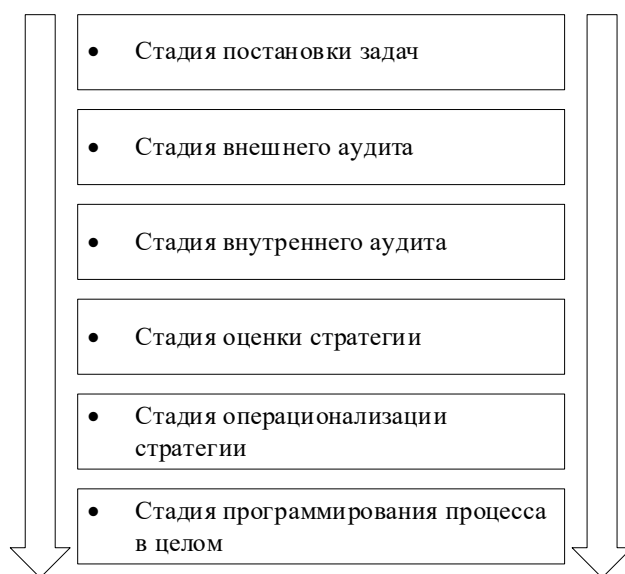 • Стадия постановки задач
• Стадия внешнего аудита
• Стадия внутреннего аудита
• Стадия оценки стратегии
• Стадия операционализации
стратегии
• Стадия программирования процесса
в целом